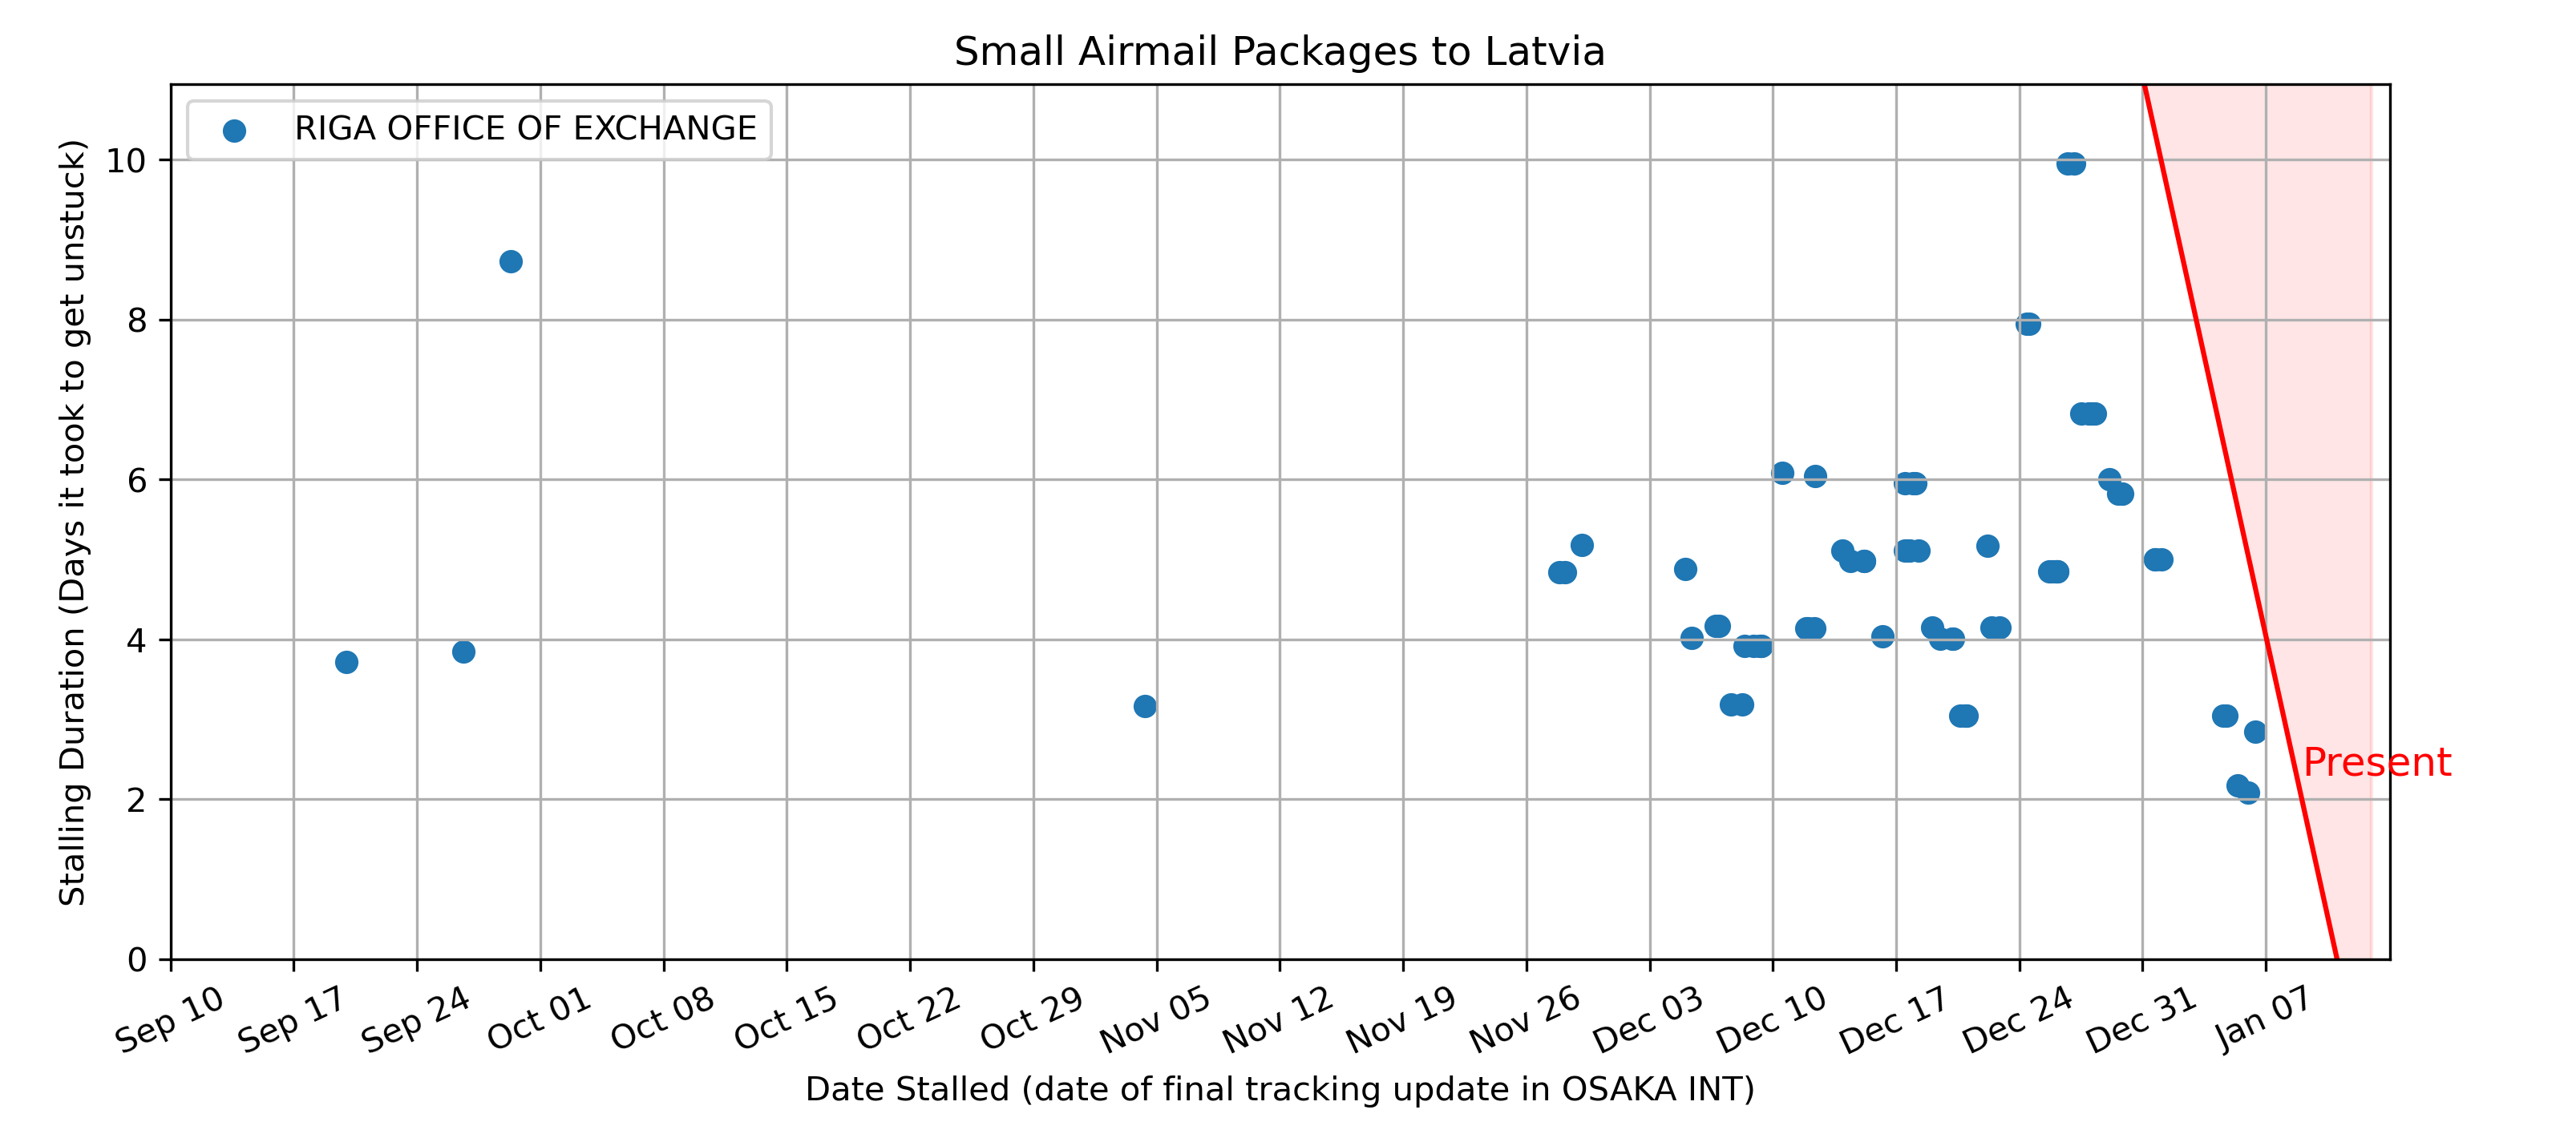 Small Airmail Packages to Latvia
RIGA OFFICE OF EXCHANGE
Stalling Duration (Days it took to get unstuck)
10
8
6
4
2
0
Present
Sep 10 Sep 17 Sep 24 Oct 01 Oct 08 Oct 15 Oct 22 Oct 29 Nov 05 Nov 12 Nov 19 Nov 26 Dec 03 Dec 10 Dec 17 Dec 24 Dec 31 Jan 07
Date Stalled (date of final tracking update in OSAKA INT)